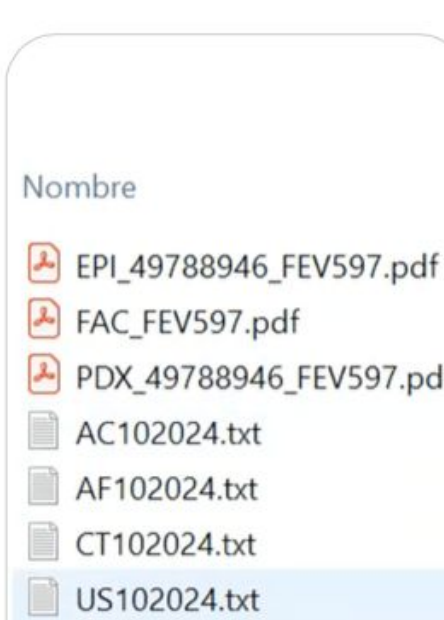 Nombre
EPI_49788946_FEV597.pdf
FAC_FEV597.pdf
PDX_49788946_FEV597.pd
AC102024.txt
AF102024.txt
CT102024.txt
US102024.txt